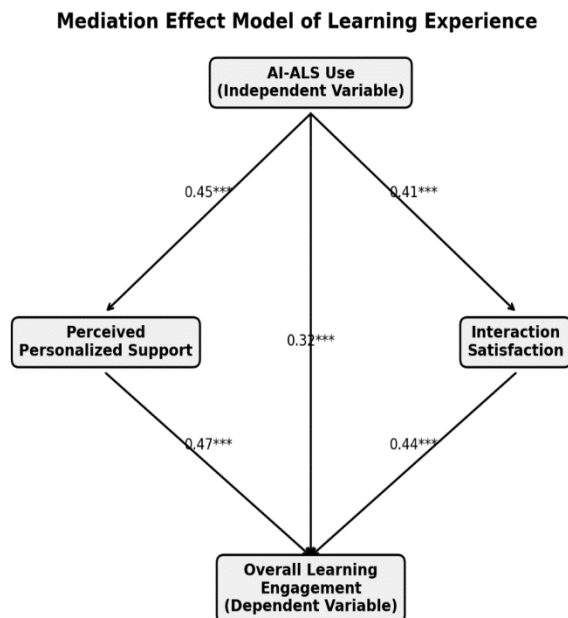 Mediation Effect Model of Learning Experience
AI-ALS Use
(Independent Variable)
0.45***
0.41***
Perceived
Personalized Support
0.32***
Interaction
Satisfaction
0.47***
0.44***
Overall Learning
Engagement
(Dependent Variable)